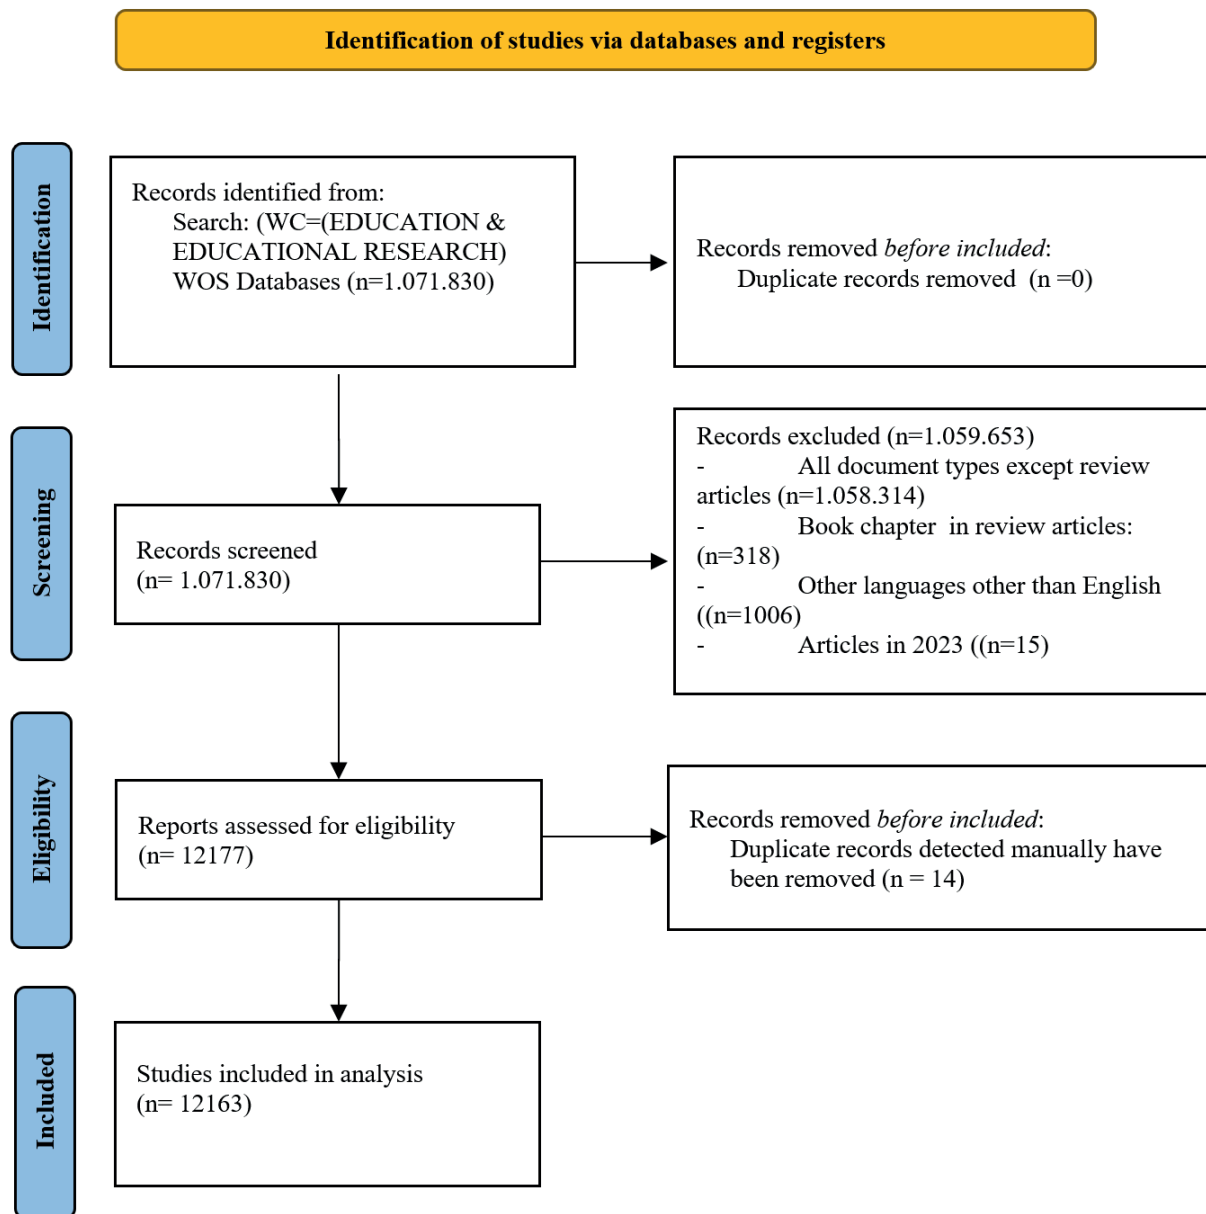 Identification of studies via databases and registers
Identification
Records identified from:
Search: (WC=(EDUCATION &
EDUCATIONAL RESEARCH)
WOS Databases (n=1.071.830)
Records removed before included:
Duplicate records removed  (n =0)
Screening
Records screened
(n= 1.071.830)
Records excluded (n=1.059.653)
- All document types except review
articles (n=1.058.314)
- Book chapter  in review articles:
(n=318)
- Other languages other than English
((n=1006)
- Articles in 2023 ((n=15)
Eligibility
Reports assessed for eligibility
(n= 12177)
Records removed before included:
Duplicate records detected manually have
been removed (n = 14)
Included
Studies included in analysis
(n= 12163)